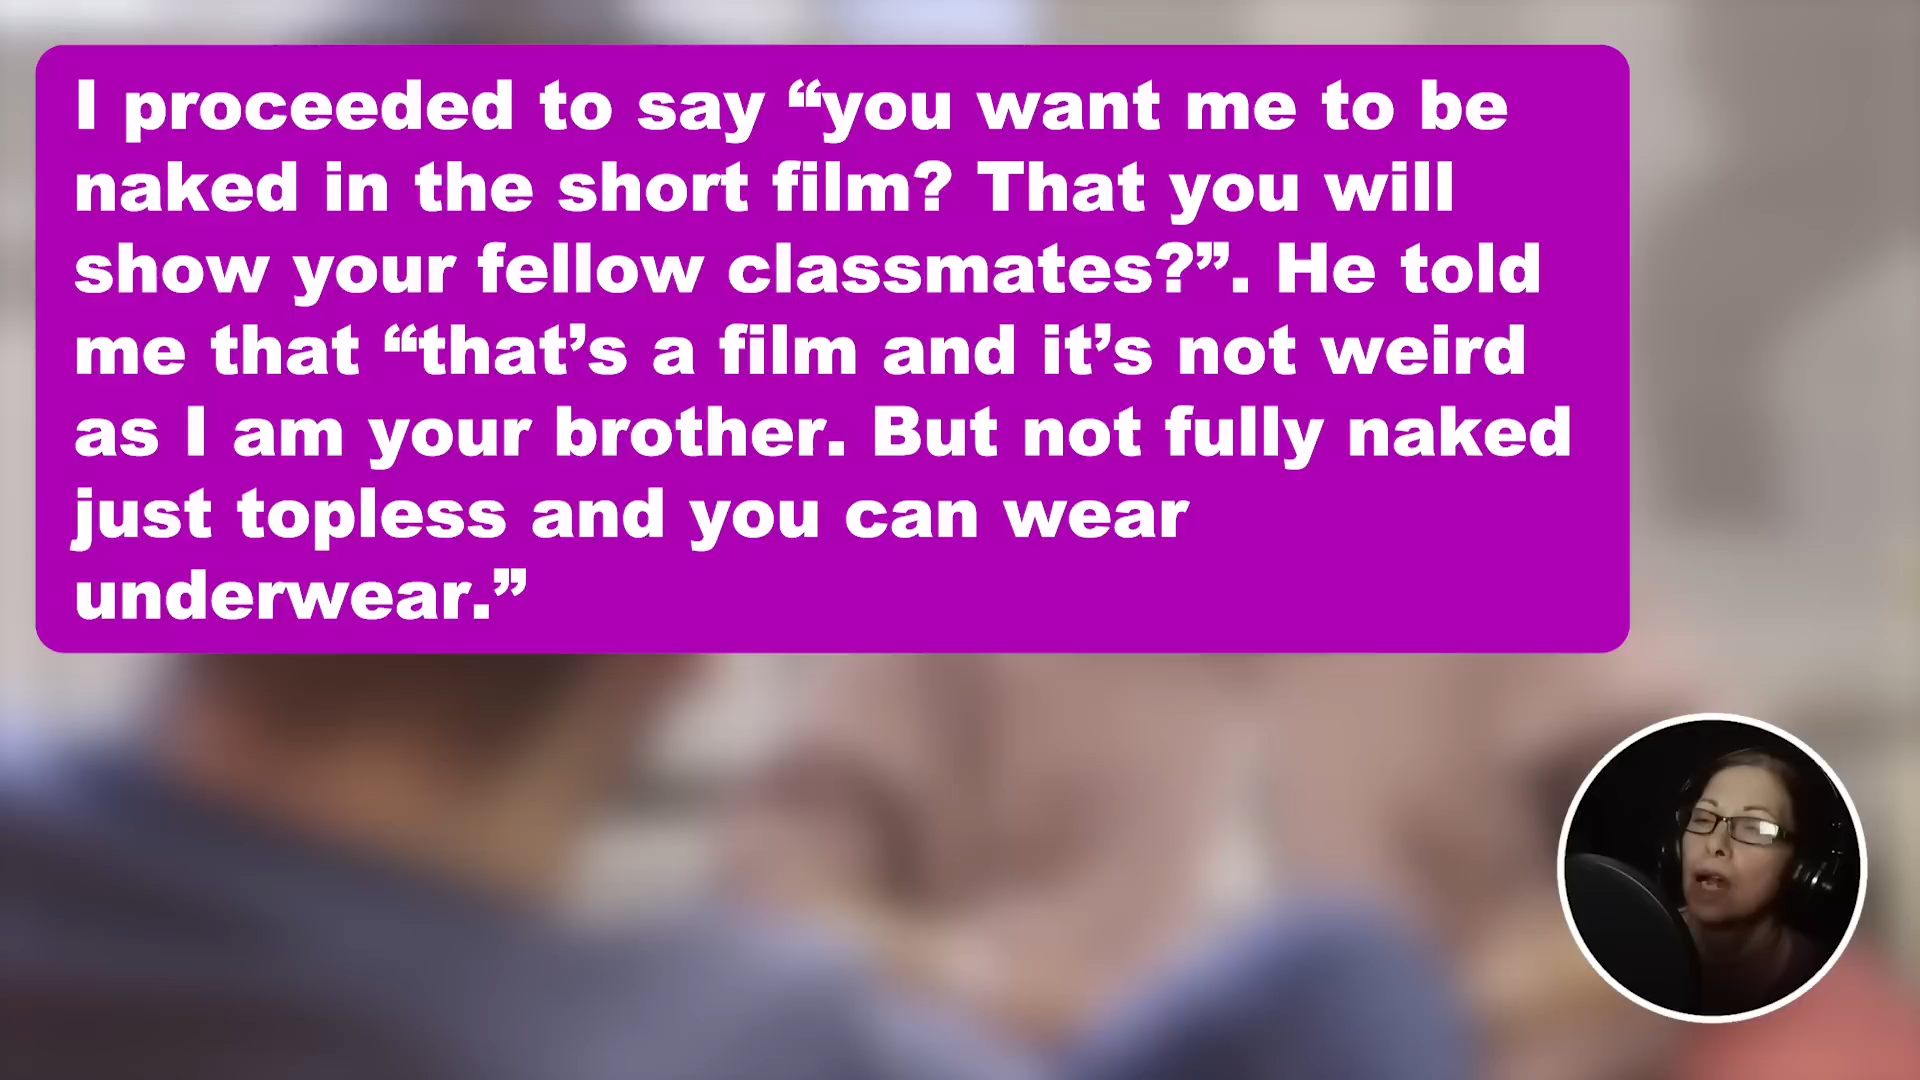 I proceeded to say “you want me to be
naked in the short film? That you will
show your fellow classmates?”. He told
me that “that’s a film and it’s not weird
as I am your brother. But not fully naked
just topless and you can wear
underwear.”